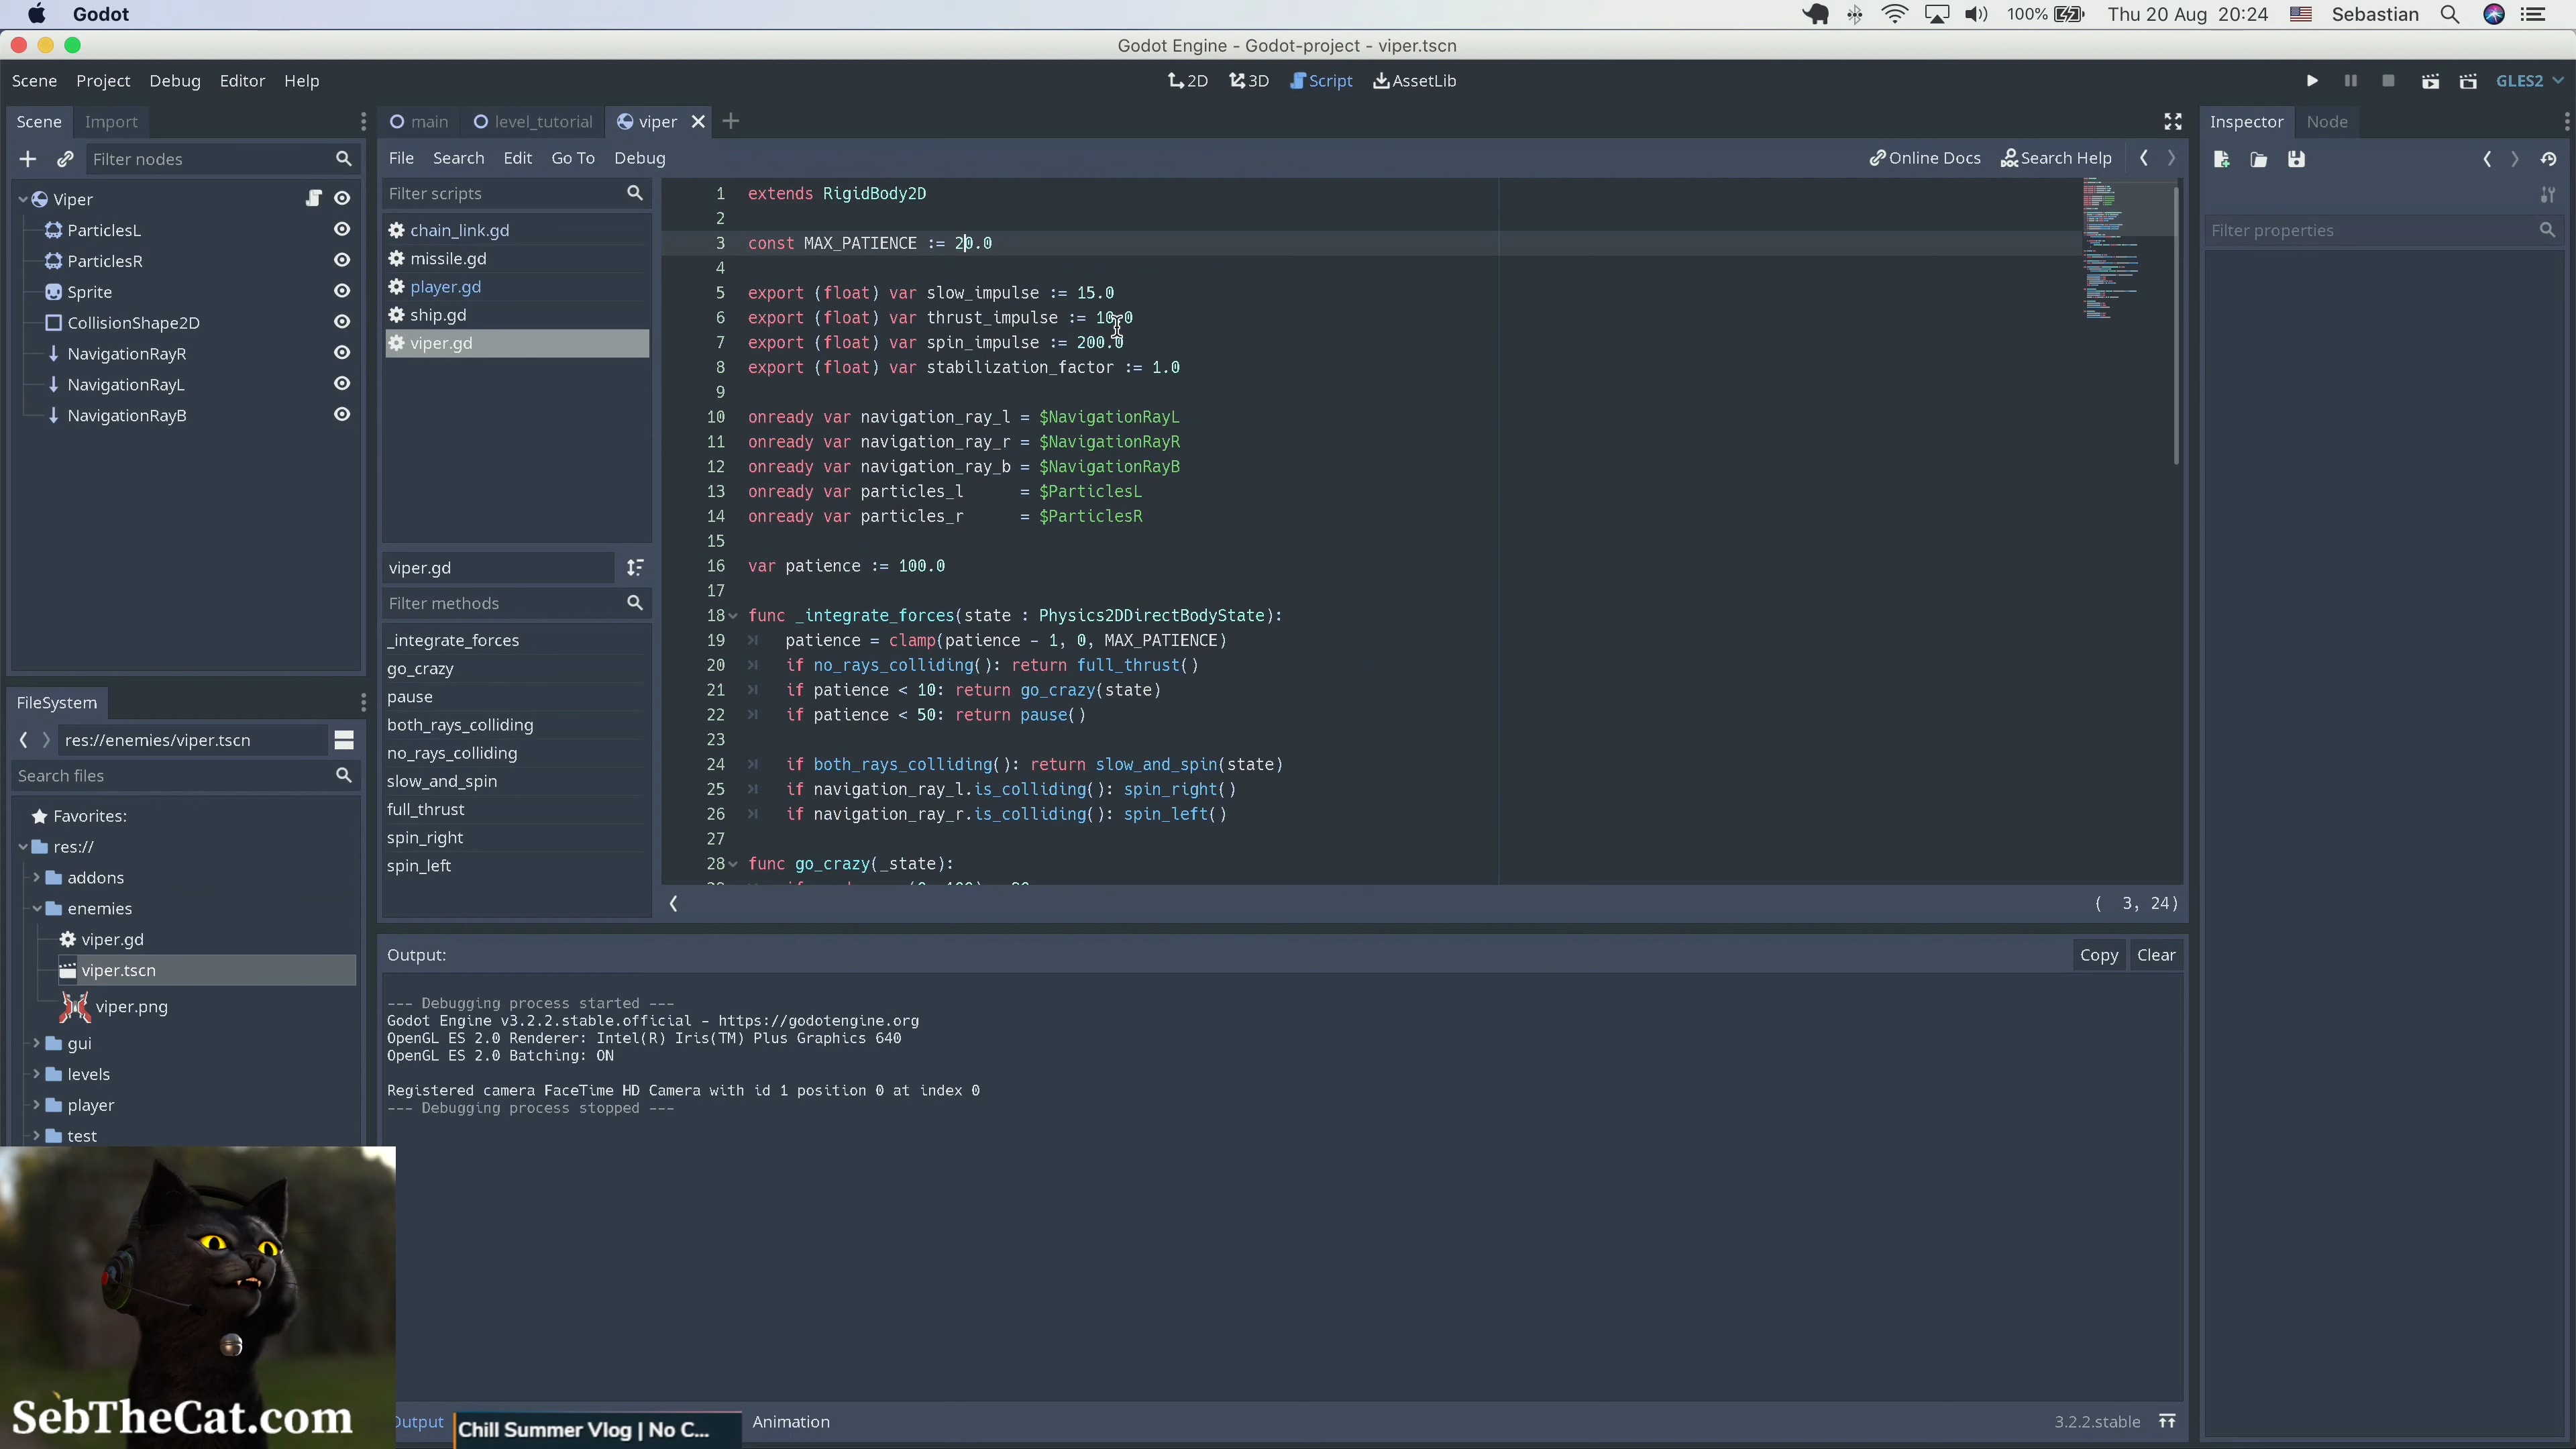 Godot
100%
Thu 20 Aug 20:24
Sebastian
Godot Engine - Godot-project - viper.tscn
Scene Project Debug Editor Help
2D 3D Script AssetLib
GLES2
Scene Import
Filter nodes
Viper
ParticlesL
ParticlesR
Sprite
CollisionShape2D
NavigationRayR
NavigationRayL
NavigationRayB
FileSystem
res://enemies/viper.tscn
Search files
Favorites:
res://
addons
enemies
viper.gd
viper.tscn
viper.png
gui
levels
player
test
main level_tutorial viper
File Search Edit Go To Debug
Online Docs Search Help
Filter scripts
chain_link.gd
missile.gd
player.gd
ship.gd
viper.gd
viper.gd
Filter methods
_integrate_forces
go_crazy
pause
both_rays_colliding
no_rays_colliding
slow_and_spin
full_thrust
spin_right
spin_left
1 extends RigidBody2D
2
3 const MAX_PATIENCE := 20.0
4
5 export (float) var slow_impulse := 15.0
6 export (float) var thrust_impulse := 10.0
7 export (float) var spin_impulse := 200.0
8 export (float) var stabilization_factor := 1.0
9
10 onready var navigation_ray_l = $NavigationRayL
11 onready var navigation_ray_r = $NavigationRayR
12 onready var navigation_ray_b = $NavigationRayB
13 onready var particles_l = $ParticlesL
14 onready var particles_r = $ParticlesR
15
16 var patience := 100.0
17
18 func _integrate_forces(state : Physics2DDirectBodyState):
19 patience = clamp(patience - 1, 0, MAX_PATIENCE)
20 if no_rays_colliding(): return full_thrust()
21 if patience < 10: return go_crazy(state)
22 if patience < 50: return pause()
23
24 if both_rays_colliding(): return slow_and_spin(state)
25 if navigation_ray_l.is_colliding(): spin_right()
26 if navigation_ray_r.is_colliding(): spin_left()
27
28 func go_crazy(_state):
( 3, 24)
Output:
Copy Clear
--- Debugging process started ---
Godot Engine v3.2.2.stable.official - https://godotengine.org
OpenGL ES 2.0 Renderer: Intel(R) Iris(TM) Plus Graphics 640
OpenGL ES 2.0 Batching: ON
Registered camera FaceTime HD Camera with id 1 position 0 at index 0
--- Debugging process stopped ---
Output
Chill Summer Vlog | No C...
Animation
3.2.2.stable
Inspector Node
Filter properties
SebTheCat.com